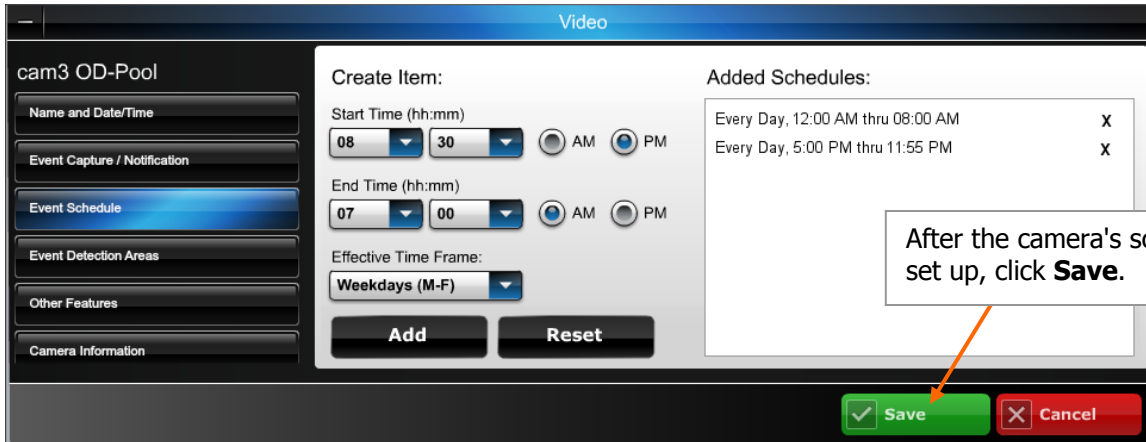 Video
cam3 OD-Pool
Name and Date/Time
Event Capture / Notification
Event Schedule
Event Detection Areas
Other Features
Camera Information
Create Item:
Start Time (hh:mm)
08 30 AM PM
End Time (hh:mm)
07 00 AM PM
Effective Time Frame:
Weekdays (M-F)
Add Reset
Added Schedules:
Every Day, 12:00 AM thru 08:00 AM X
Every Day, 5:00 PM thru 11:55 PM X
After the camera's
set up, click Save.
Save Cancel